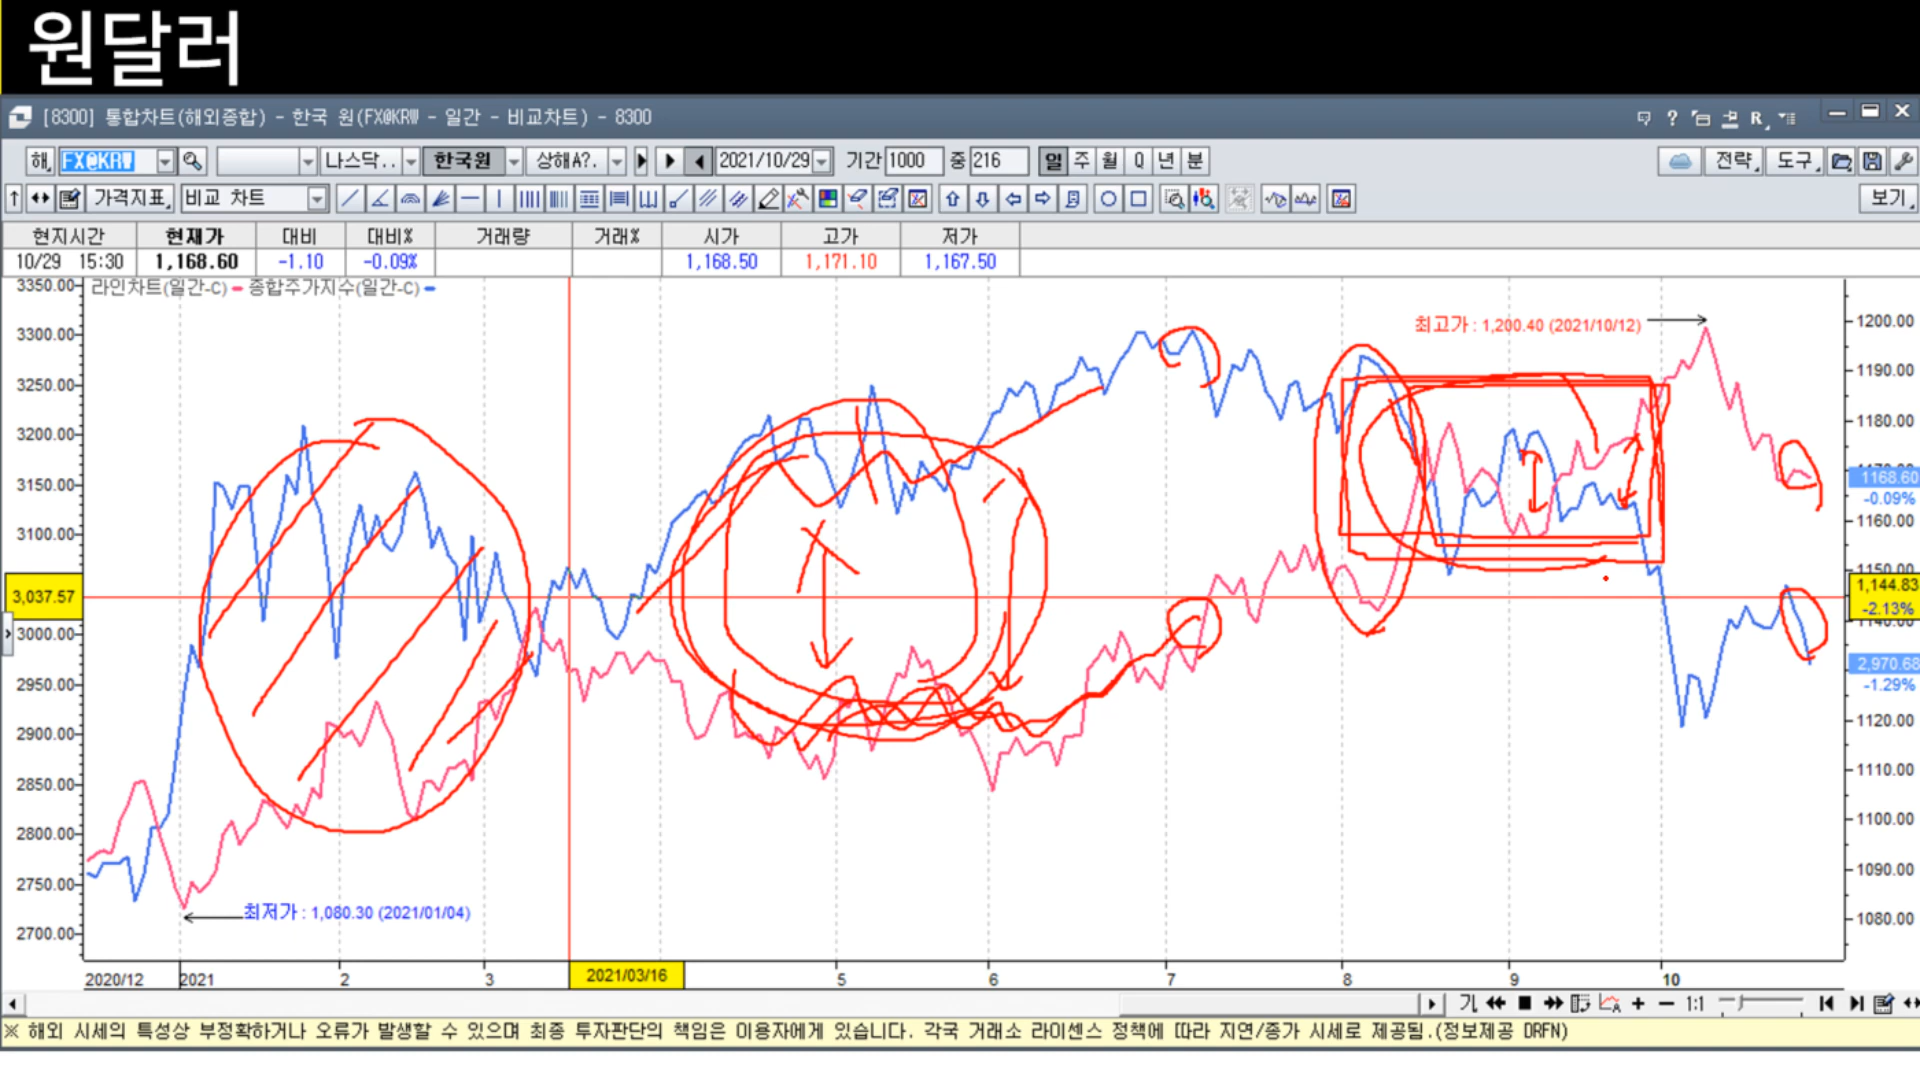 원달러
[8300] 통합차트(해외종합) - 한국 원(FX@KRW - 일간 - 비교차트) - 8300
? R
해 FX@KRW 나스닥.. 한국원 상해A?. 2021/10/29 기간 1000 중 216 일 주 월 Q 년 분 전략 도구
가격지표 비교 차트 보기
현지시간 현재가 대비 대비% 거래량 거래% 시가 고가 저가
10/29 15:30 1,168.60 -1.10 -0.09% 1,168.50 1,171.10 1,167.50
라인차트(일간-C) 종합주가지수(일간-C)
3350.00
3300.00
3250.00
3200.00
3150.00
3100.00
3,037.57
3000.00
2950.00
2900.00
2850.00
2800.00
2750.00
2700.00
최고가 : 1,200.40 (2021/10/12)
최저가 : 1,080.30 (2021/01/04)
1200.00
1190.00
1180.00
1168.60
-0.09%
1160.00
1150.00
1,144.83
-2.13%
1140.00
2,970.68
-1.29%
1120.00
1110.00
1100.00
1090.00
1080.00
2020/12 2021 2 3 2021/03/16 5 6 7 8 9 10
1:1
※ 해외 시세의 특성상 부정확하거나 오류가 발생할 수 있으며 최종 투자판단의 책임은 이용자에게 있습니다. 각국 거래소 라이센스 정책에 따라 지연/종가 시세로 제공됨.(정보제공 DRFN)